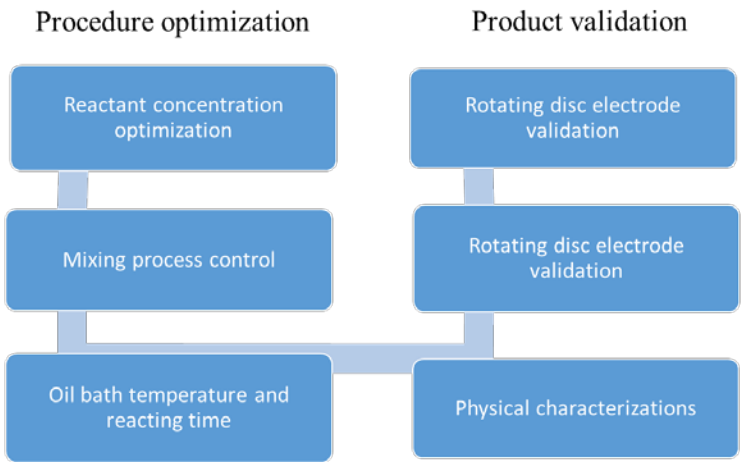 Procedure optimization
Reactant concentration
optimization
Mixing process control
Oil bath temperature and
reacting time
Product validation
Rotating disc electrode
validation
Rotating disc electrode
validation
Physical characterizations